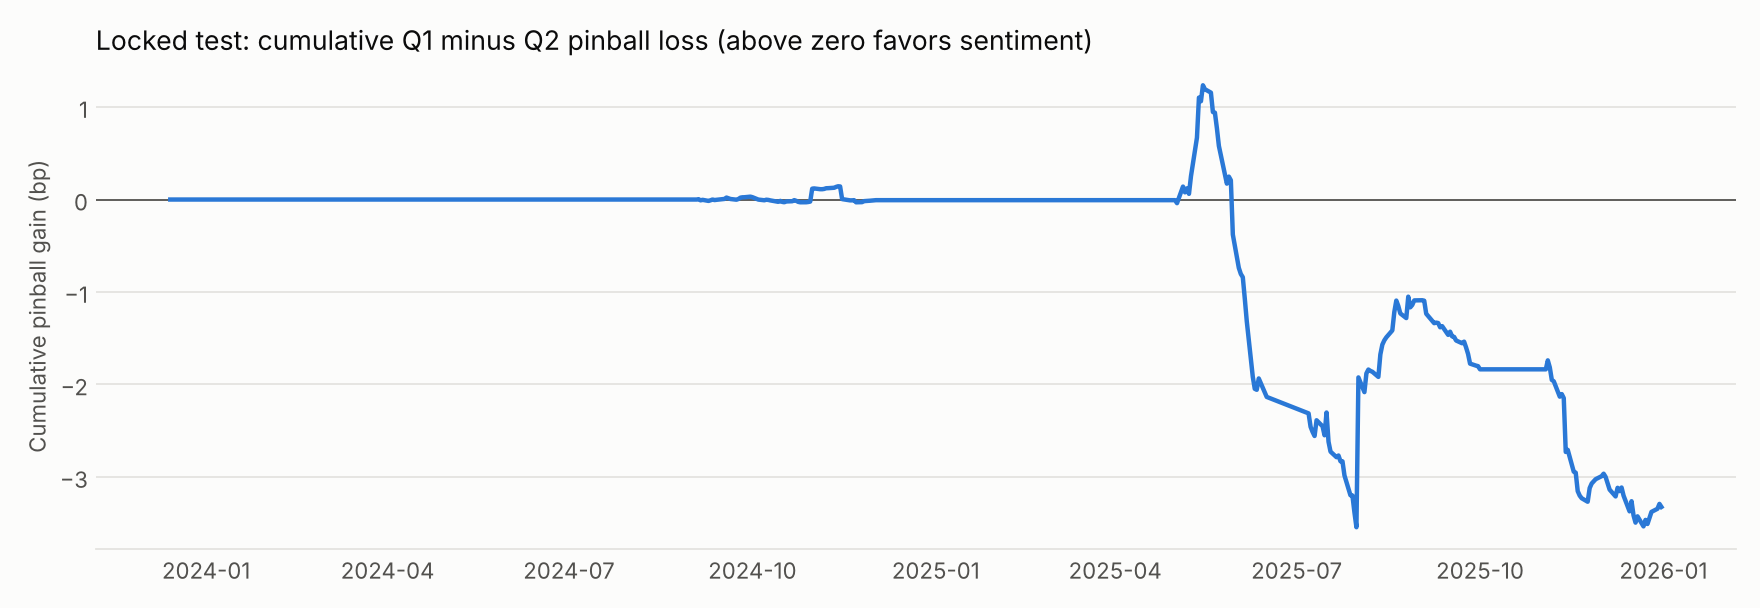 Locked test: cumulative Q1 minus Q2 pinball loss (above zero favors sentiment)
Cumulative pinball gain (bp)
1
0
−1
−2
−3
2024-01 2024-04 2024-07 2024-10 2025-01 2025-04 2025-07 2025-10 2026-01